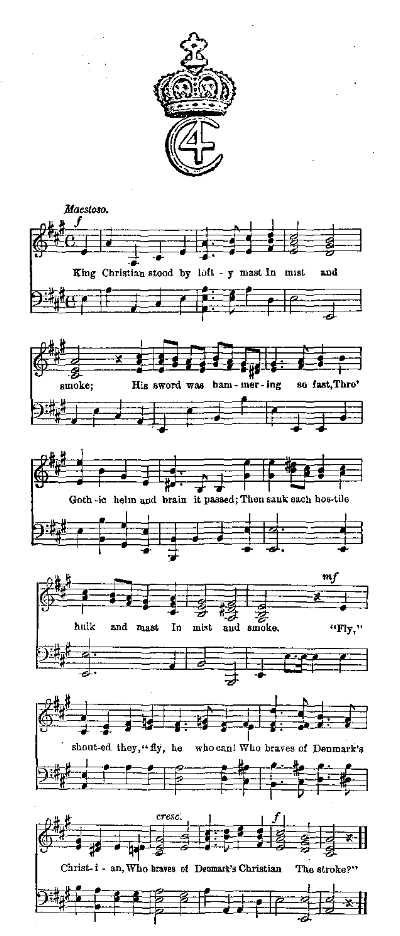 C4
Maestoso.
f
King Christian stood by loft - y mast In mist and
smoke; His sword was ham - mer - ing so fast, Thro'
Goth - ic helm and brain it passed; Then sank each hos - tile
mf
hulk and mast In mist and smoke. "Fly,"
shout - ed they, "fly, he who can! Who braves of Denmark's
cresc. f
Christ - i - an, Who braves of Denmark's Christian The stroke?"